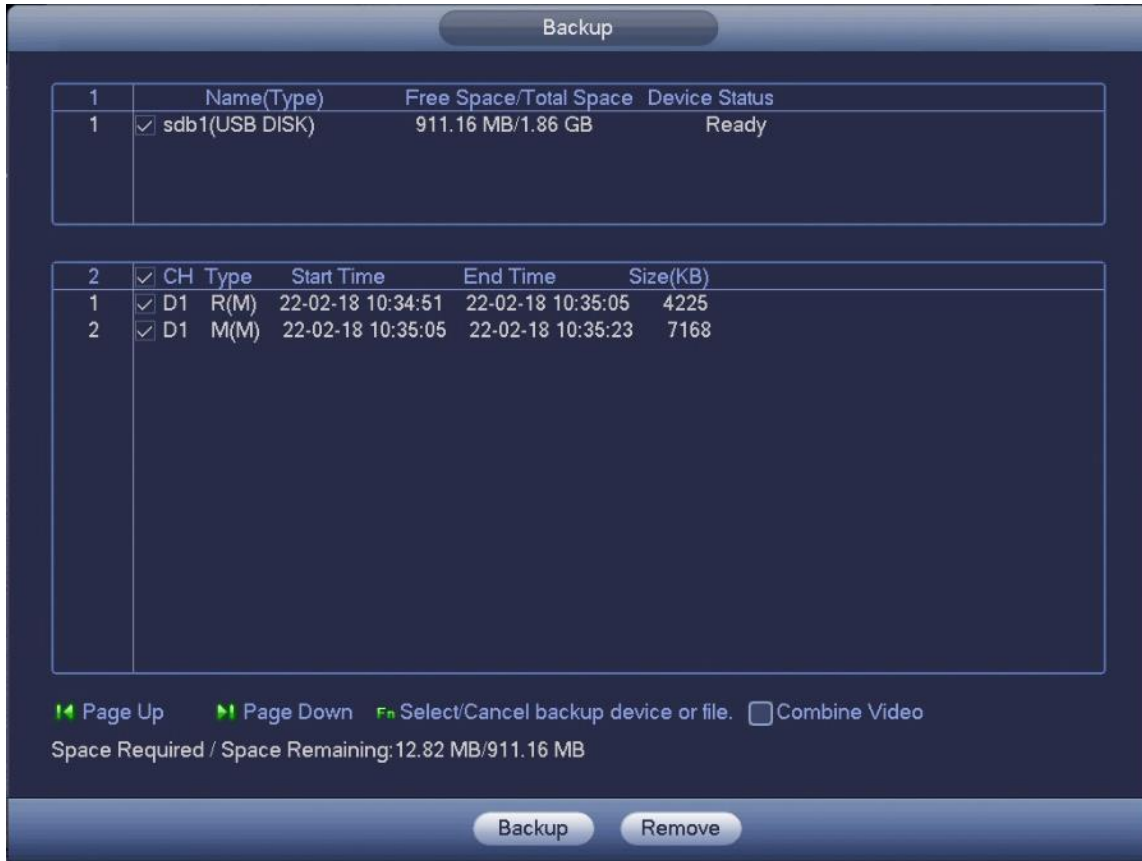 Backup
1 Name(Type) Free Space/Total Space Device Status
1 sdb1(USB DISK) 911.16 MB/1.86 GB Ready
2 CH Type Start Time End Time Size(KB)
1 D1 R(M) 22-02-18 10:34:51 22-02-18 10:35:05 4225
2 D1 M(M) 22-02-18 10:35:05 22-02-18 10:35:23 7168
Page Up Page Down Fn Select/Cancel backup device or file. Combine Video
Space Required / Space Remaining:12.82 MB/911.16 MB
Backup Remove